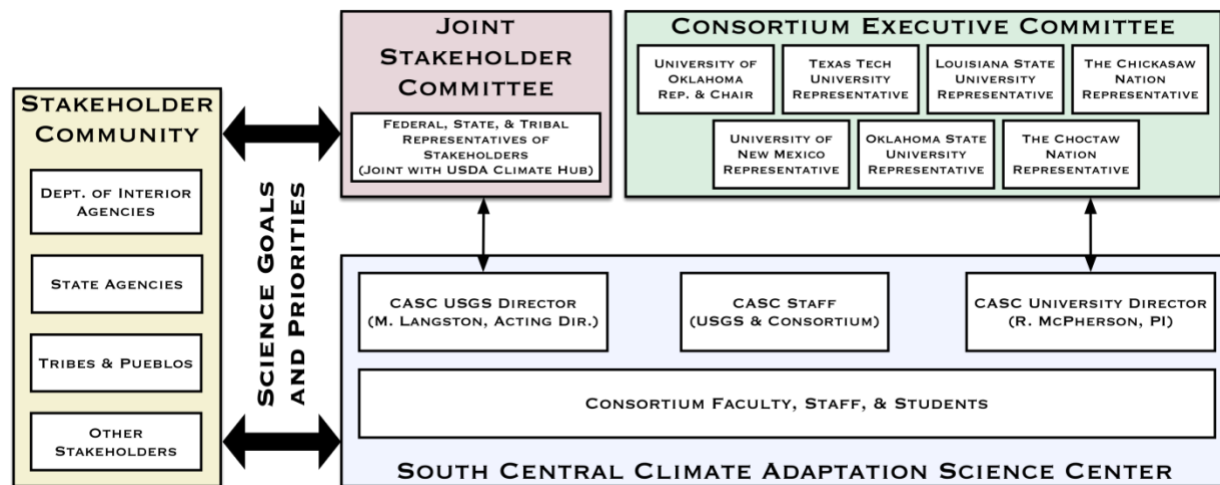 Stakeholder
Community
Dept. of Interior
Agencies
State Agencies
Tribes & Pueblos
Other
Stakeholders
Science Goals
and Priorities
Joint
Stakeholder
Committee
Federal, State, & Tribal
Representatives of
Stakeholders
(Joint with USDA Climate Hub)
Consortium Executive Committee
University of
Oklahoma
Rep. & Chair
Texas Tech
University
Representative
Louisiana State
University
Representative
The Chickasaw
Nation
Representative
University of
New Mexico
Representative
Oklahoma State
University
Representative
The Choctaw
Nation
Representative
CASC USGS Director
(M. Langston, Acting Dir.)
CASC Staff
(USGS & Consortium)
CASC University Director
(R. McPherson, PI)
Consortium Faculty, Staff, & Students
South Central Climate Adaptation Science Center